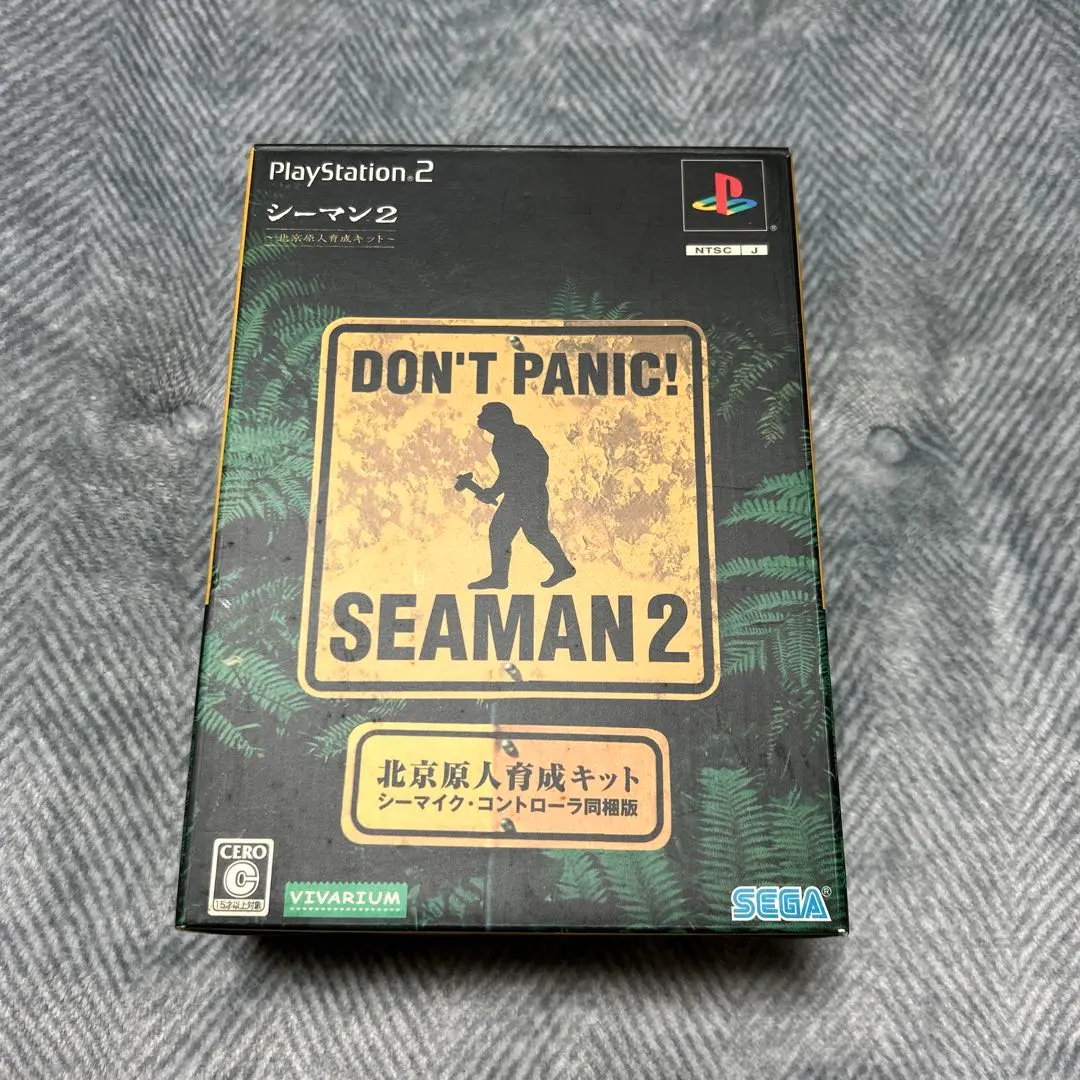 PlayStation®2
シーマン2
~北京原人育成キット~
®
NTSC J
DON'T PANIC!
SEAMAN 2
北京原人育成キット
シーマイク・コントローラ同梱版
CERO
C
15才以上対象
VIVARIUM
SEGA®